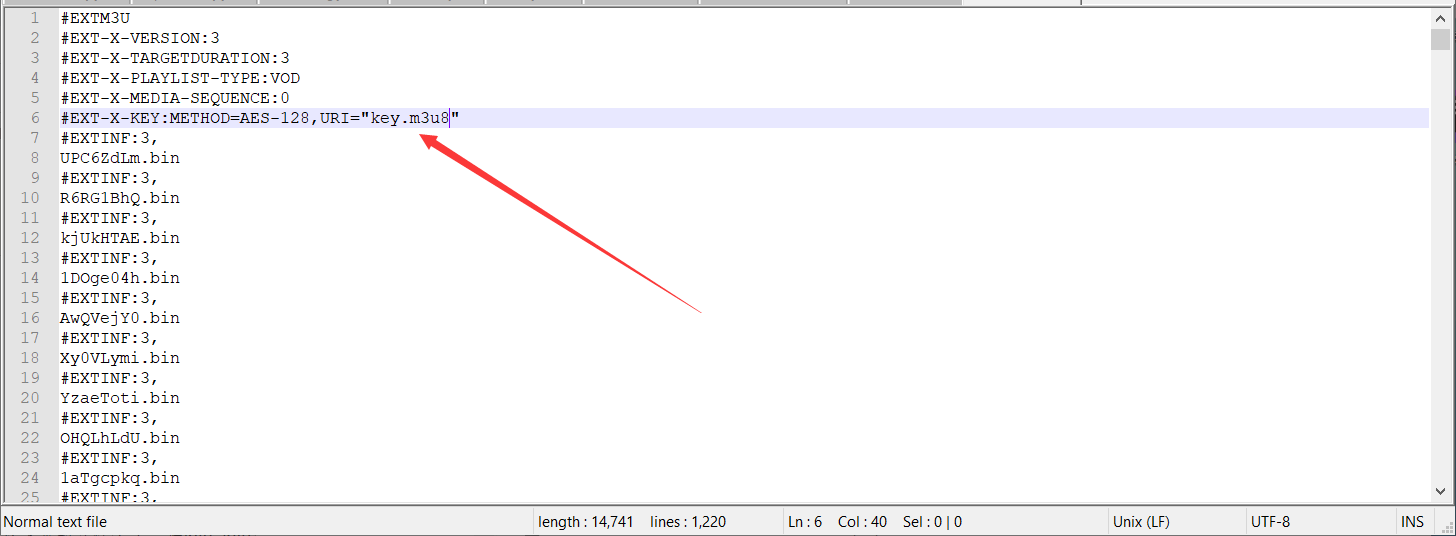 1 #EXTM3U
2 #EXT-X-VERSION:3
3 #EXT-X-TARGETDURATION:3
4 #EXT-X-PLAYLIST-TYPE:VOD
5 #EXT-X-MEDIA-SEQUENCE:0
6 #EXT-X-KEY:METHOD=AES-128,URI="key.m3u8"
7 #EXTINF:3,
8 UPC6ZdLm.bin
9 #EXTINF:3,
10 R6RG1BhQ.bin
11 #EXTINF:3,
12 kjUkHTAE.bin
13 #EXTINF:3,
14 1DOge04h.bin
15 #EXTINF:3,
16 AwQVejY0.bin
17 #EXTINF:3,
18 Xy0VLymi.bin
19 #EXTINF:3,
20 YzaeToti.bin
21 #EXTINF:3,
22 OHQLhLdU.bin
23 #EXTINF:3,
24 1aTgcpkq.bin
25 #EXTINF:3,
Normal text file length : 14,741 lines : 1,220 Ln : 6 Col : 40 Sel : 0 | 0 Unix (LF) UTF-8 INS